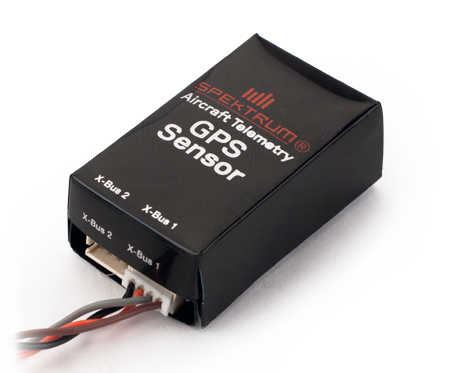 SPEKTRUM®
Aircraft Telemetry
GPS
Sensor
X-Bus 2 X-Bus 1
X-Bus 2 X-Bus 1